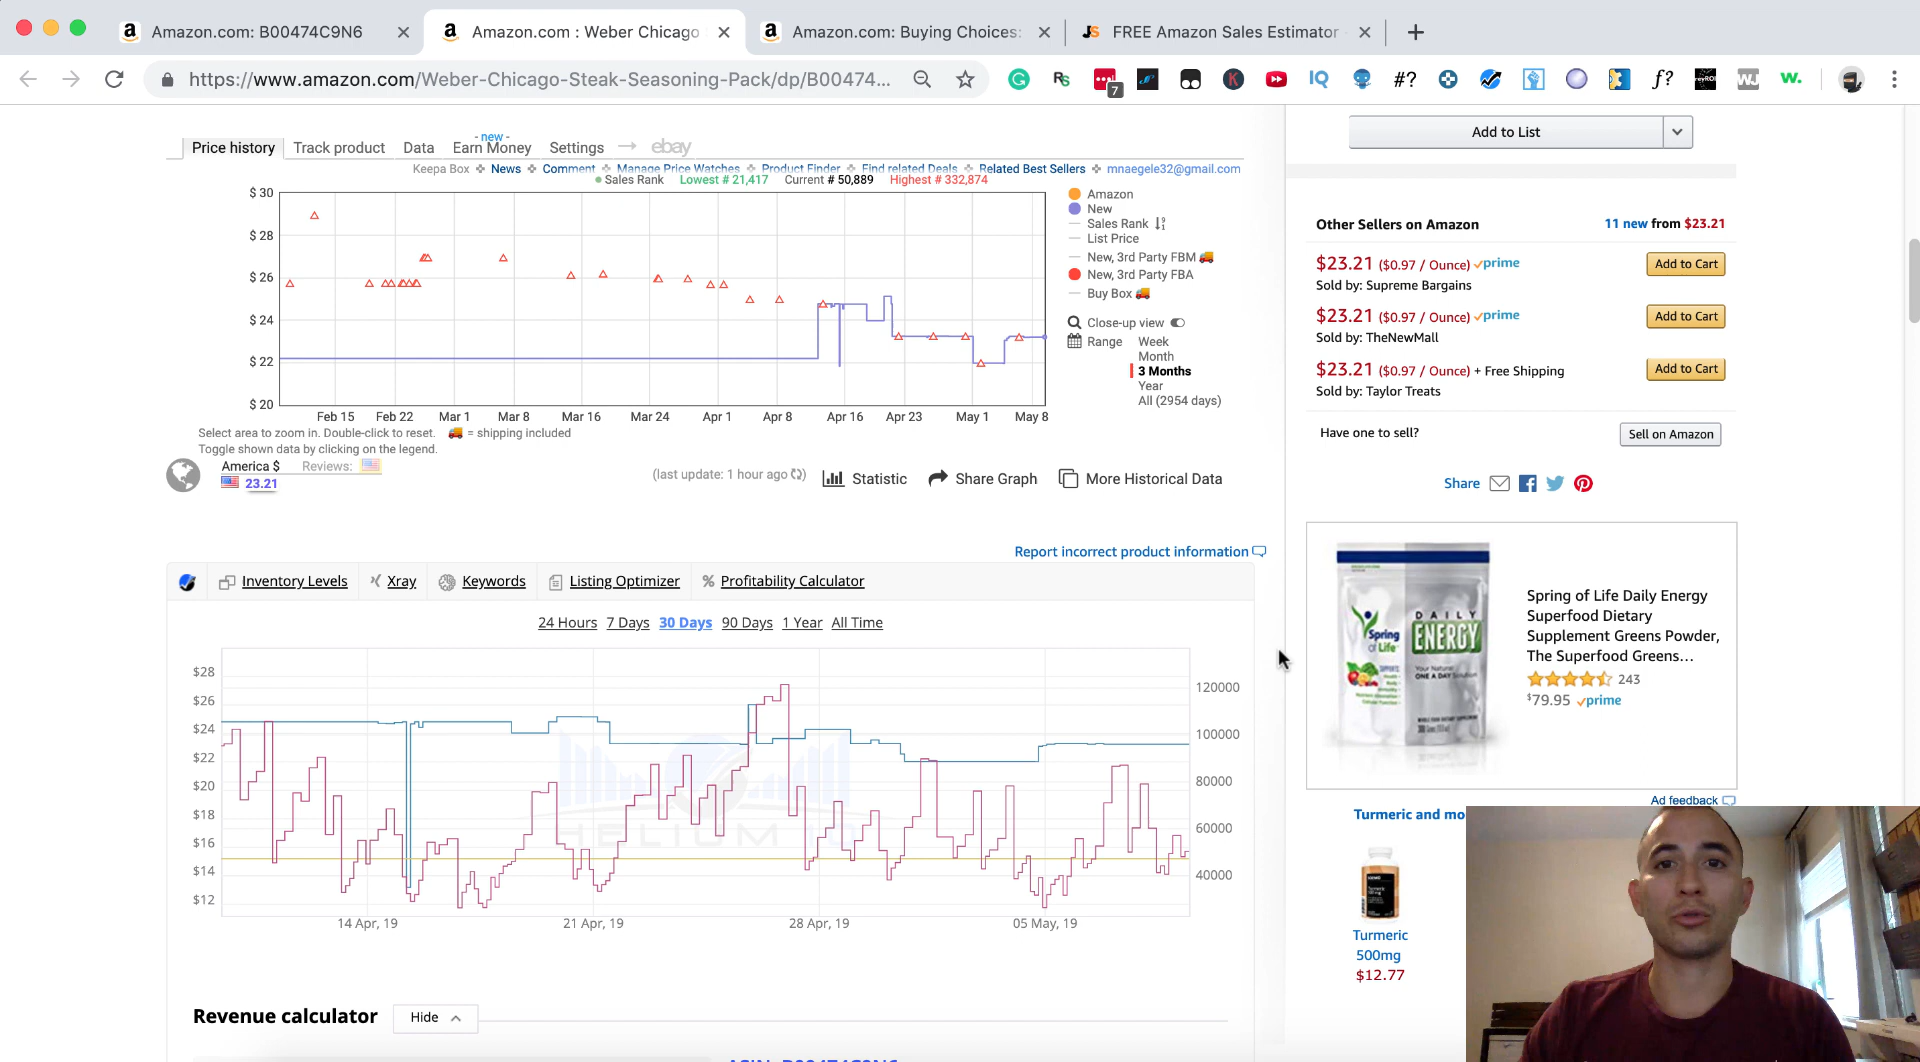 Amazon.com: B00474C9N6
Amazon.com : Weber Chicago
Amazon.com: Buying Choices:
FREE Amazon Sales Estimator
https://www.amazon.com/Weber-Chicago-Steak-Seasoning-Pack/dp/B00474...
7
IQ
#?
f?
WJ
w.
Price history
Track product
Data
- new -
Earn Money
Settings
ebay
Keepa Box
News
Comment
Manage Price Watches
Product Finder
Find related Deals
Related Best Sellers
mnaegele32@gmail.com
Sales Rank Lowest # 21,417 Current # 50,889 Highest # 332,874
$ 30
$ 28
$ 26
$ 24
$ 22
$ 20
Feb 15 Feb 22 Mar 1 Mar 8 Mar 16 Mar 24 Apr 1 Apr 8 Apr 16 Apr 23 May 1 May 8
Amazon
New
Sales Rank
List Price
New, 3rd Party FBM
New, 3rd Party FBA
Buy Box
Close-up view
Range Week
Month
3 Months
Year
All (2954 days)
Select area to zoom in. Double-click to reset. = shipping included
Toggle shown data by clicking on the legend.
America $ Reviews:
23.21
(last update: 1 hour ago )
Statistic
Share Graph
More Historical Data
Report incorrect product information
Inventory Levels
Xray
Keywords
Listing Optimizer
% Profitability Calculator
24 Hours 7 Days 30 Days 90 Days 1 Year All Time
$28
$26
$24
$22
$20
$18
$16
$14
$12
120000
100000
80000
60000
40000
HELIUM 10
14 Apr, 19 21 Apr, 19 28 Apr, 19 05 May, 19
Revenue calculator
Hide
Add to List
Other Sellers on Amazon
11 new from $23.21
$23.21 ($0.97 / Ounce) prime
Add to Cart
Sold by: Supreme Bargains
$23.21 ($0.97 / Ounce) prime
Add to Cart
Sold by: TheNewMall
$23.21 ($0.97 / Ounce) + Free Shipping
Add to Cart
Sold by: Taylor Treats
Have one to sell?
Sell on Amazon
Share
Spring of Life
DAILY
ENERGY
Spring of Life Daily Energy
Superfood Dietary
Supplement Greens Powder,
The Superfood Greens...
243
$79.95 prime
Ad feedback
Turmeric and mo
Turmeric
500mg
$12.77